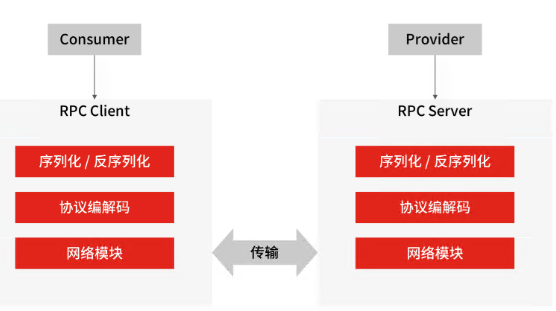 Consumer
Provider
RPC Client
RPC Server
序列化 / 反序列化
序列化 / 反序列化
协议编解码
协议编解码
网络模块
传输
网络模块